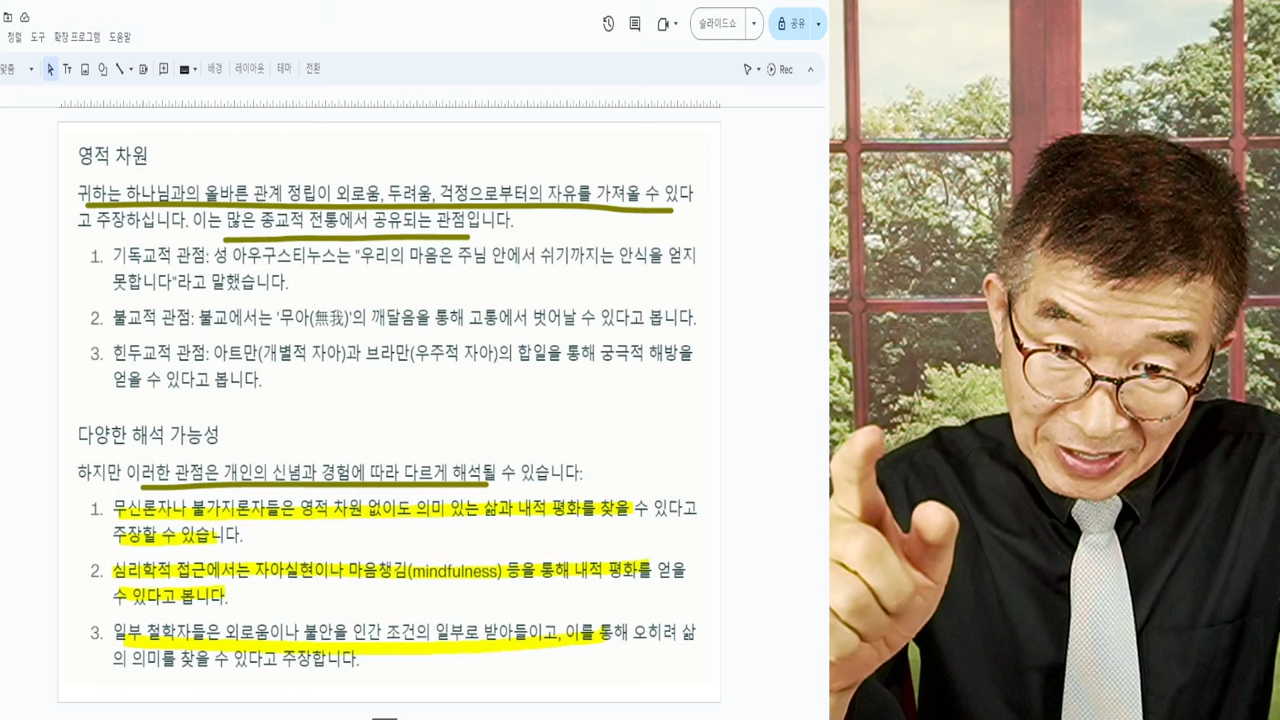 정렬 도구 확장 프로그램 도움말
슬라이드쇼
공유
맞춤
배경 레이아웃 테마 전환
Rec
영적 차원
귀하는 하나님과의 올바른 관계 정립이 외로움, 두려움, 걱정으로부터의 자유를 가져올 수 있다
고 주장하십니다. 이는 많은 종교적 전통에서 공유되는 관점입니다.
1. 기독교적 관점: 성 아우구스티누스는 "우리의 마음은 주님 안에서 쉬기까지는 안식을 얻지
못합니다"라고 말했습니다.
2. 불교적 관점: 불교에서는 '무아(無我)'의 깨달음을 통해 고통에서 벗어날 수 있다고 봅니다.
3. 힌두교적 관점: 아트만(개별적 자아)과 브라만(우주적 자아)의 합일을 통해 궁극적 해방을
얻을 수 있다고 봅니다.
다양한 해석 가능성
하지만 이러한 관점은 개인의 신념과 경험에 따라 다르게 해석될 수 있습니다:
1. 무신론자나 불가지론자들은 영적 차원 없이도 의미 있는 삶과 내적 평화를 찾을 수 있다고
주장할 수 있습니다.
2. 심리학적 접근에서는 자아실현이나 마음챙김(mindfulness) 등을 통해 내적 평화를 얻을
수 있다고 봅니다.
3. 일부 철학자들은 외로움이나 불안을 인간 조건의 일부로 받아들이고, 이를 통해 오히려 삶
의 의미를 찾을 수 있다고 주장합니다.